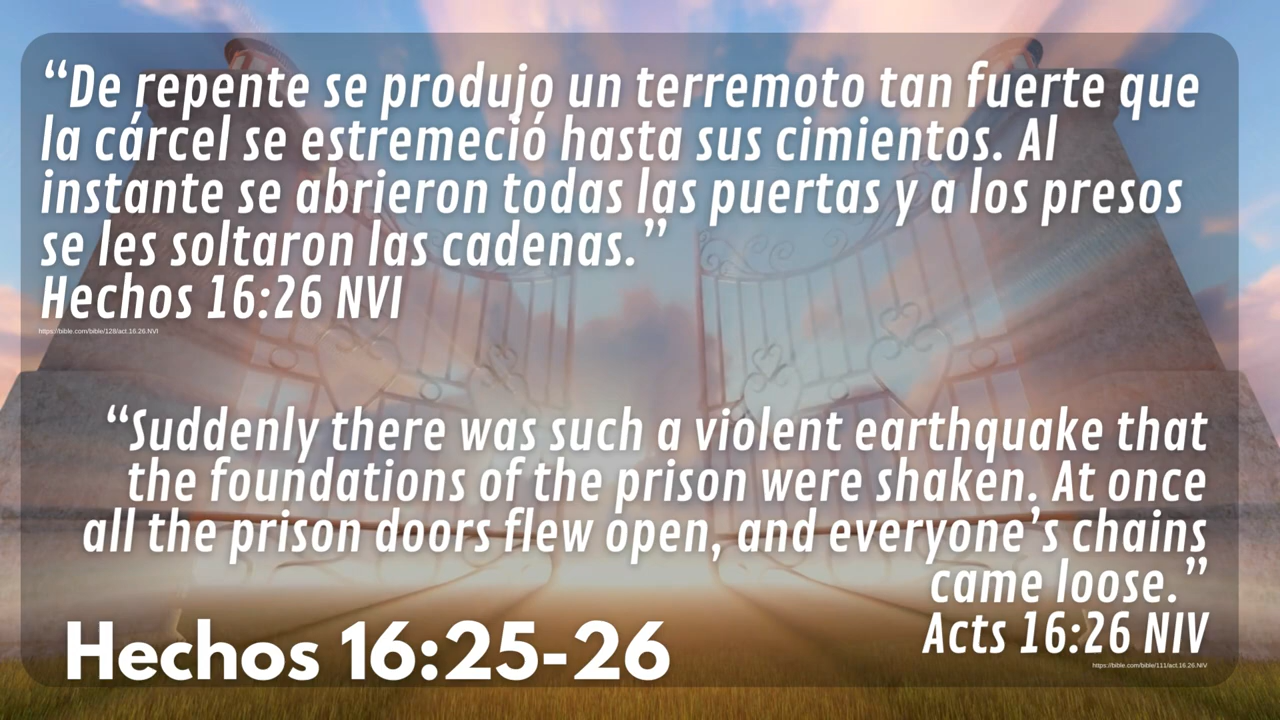 “De repente se produjo un terremoto tan fuerte que
la cárcel se estremeció hasta sus cimientos. Al
instante se abrieron todas las puertas y a los presos
se les soltaron las cadenas.”
Hechos 16:26 NVI
https://bible.com/bible/128/act.16.26.NVI
“Suddenly there was such a violent earthquake that
the foundations of the prison were shaken. At once
all the prison doors flew open, and everyone’s chains
came loose.”
Acts 16:26 NIV
https://bible.com/bible/111/act.16.26.NIV
Hechos 16:25-26